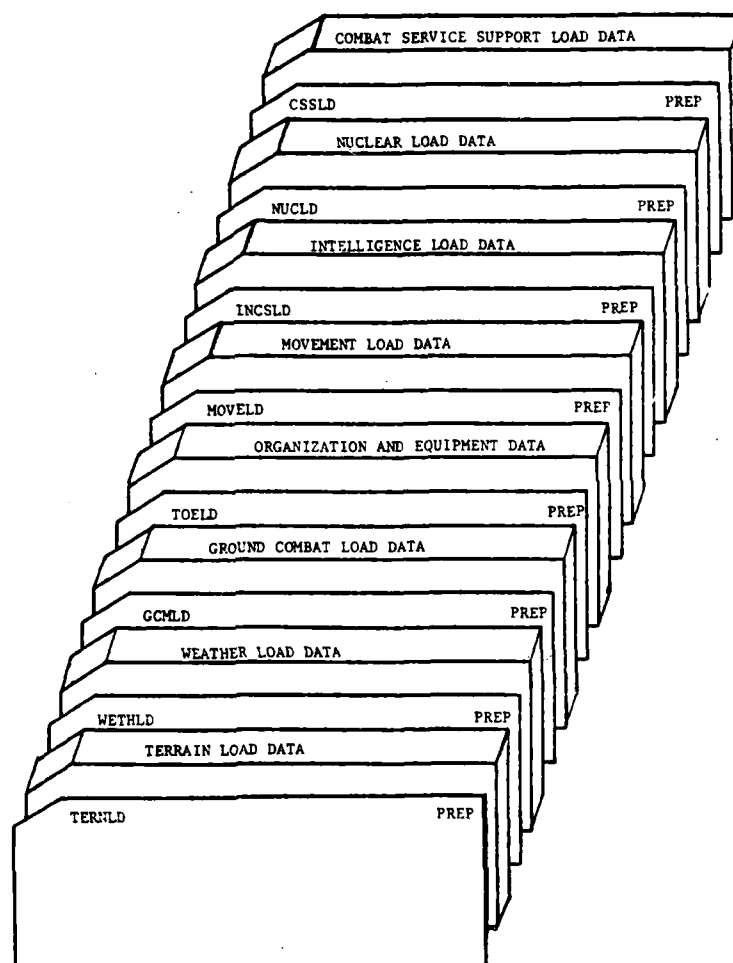 COMBAT SERVICE SUPPORT LOAD DATA
CSSLD PREP
NUCLEAR LOAD DATA
NUCLD PREP
INTELLIGENCE LOAD DATA
INCSLD PREP
MOVEMENT LOAD DATA
MOVELD PREP
ORGANIZATION AND EQUIPMENT DATA
TOELD PREP
GROUND COMBAT LOAD DATA
GCMLD PREP
WEATHER LOAD DATA
WETHLD PREP
TERRAIN LOAD DATA
TERNLD PREP